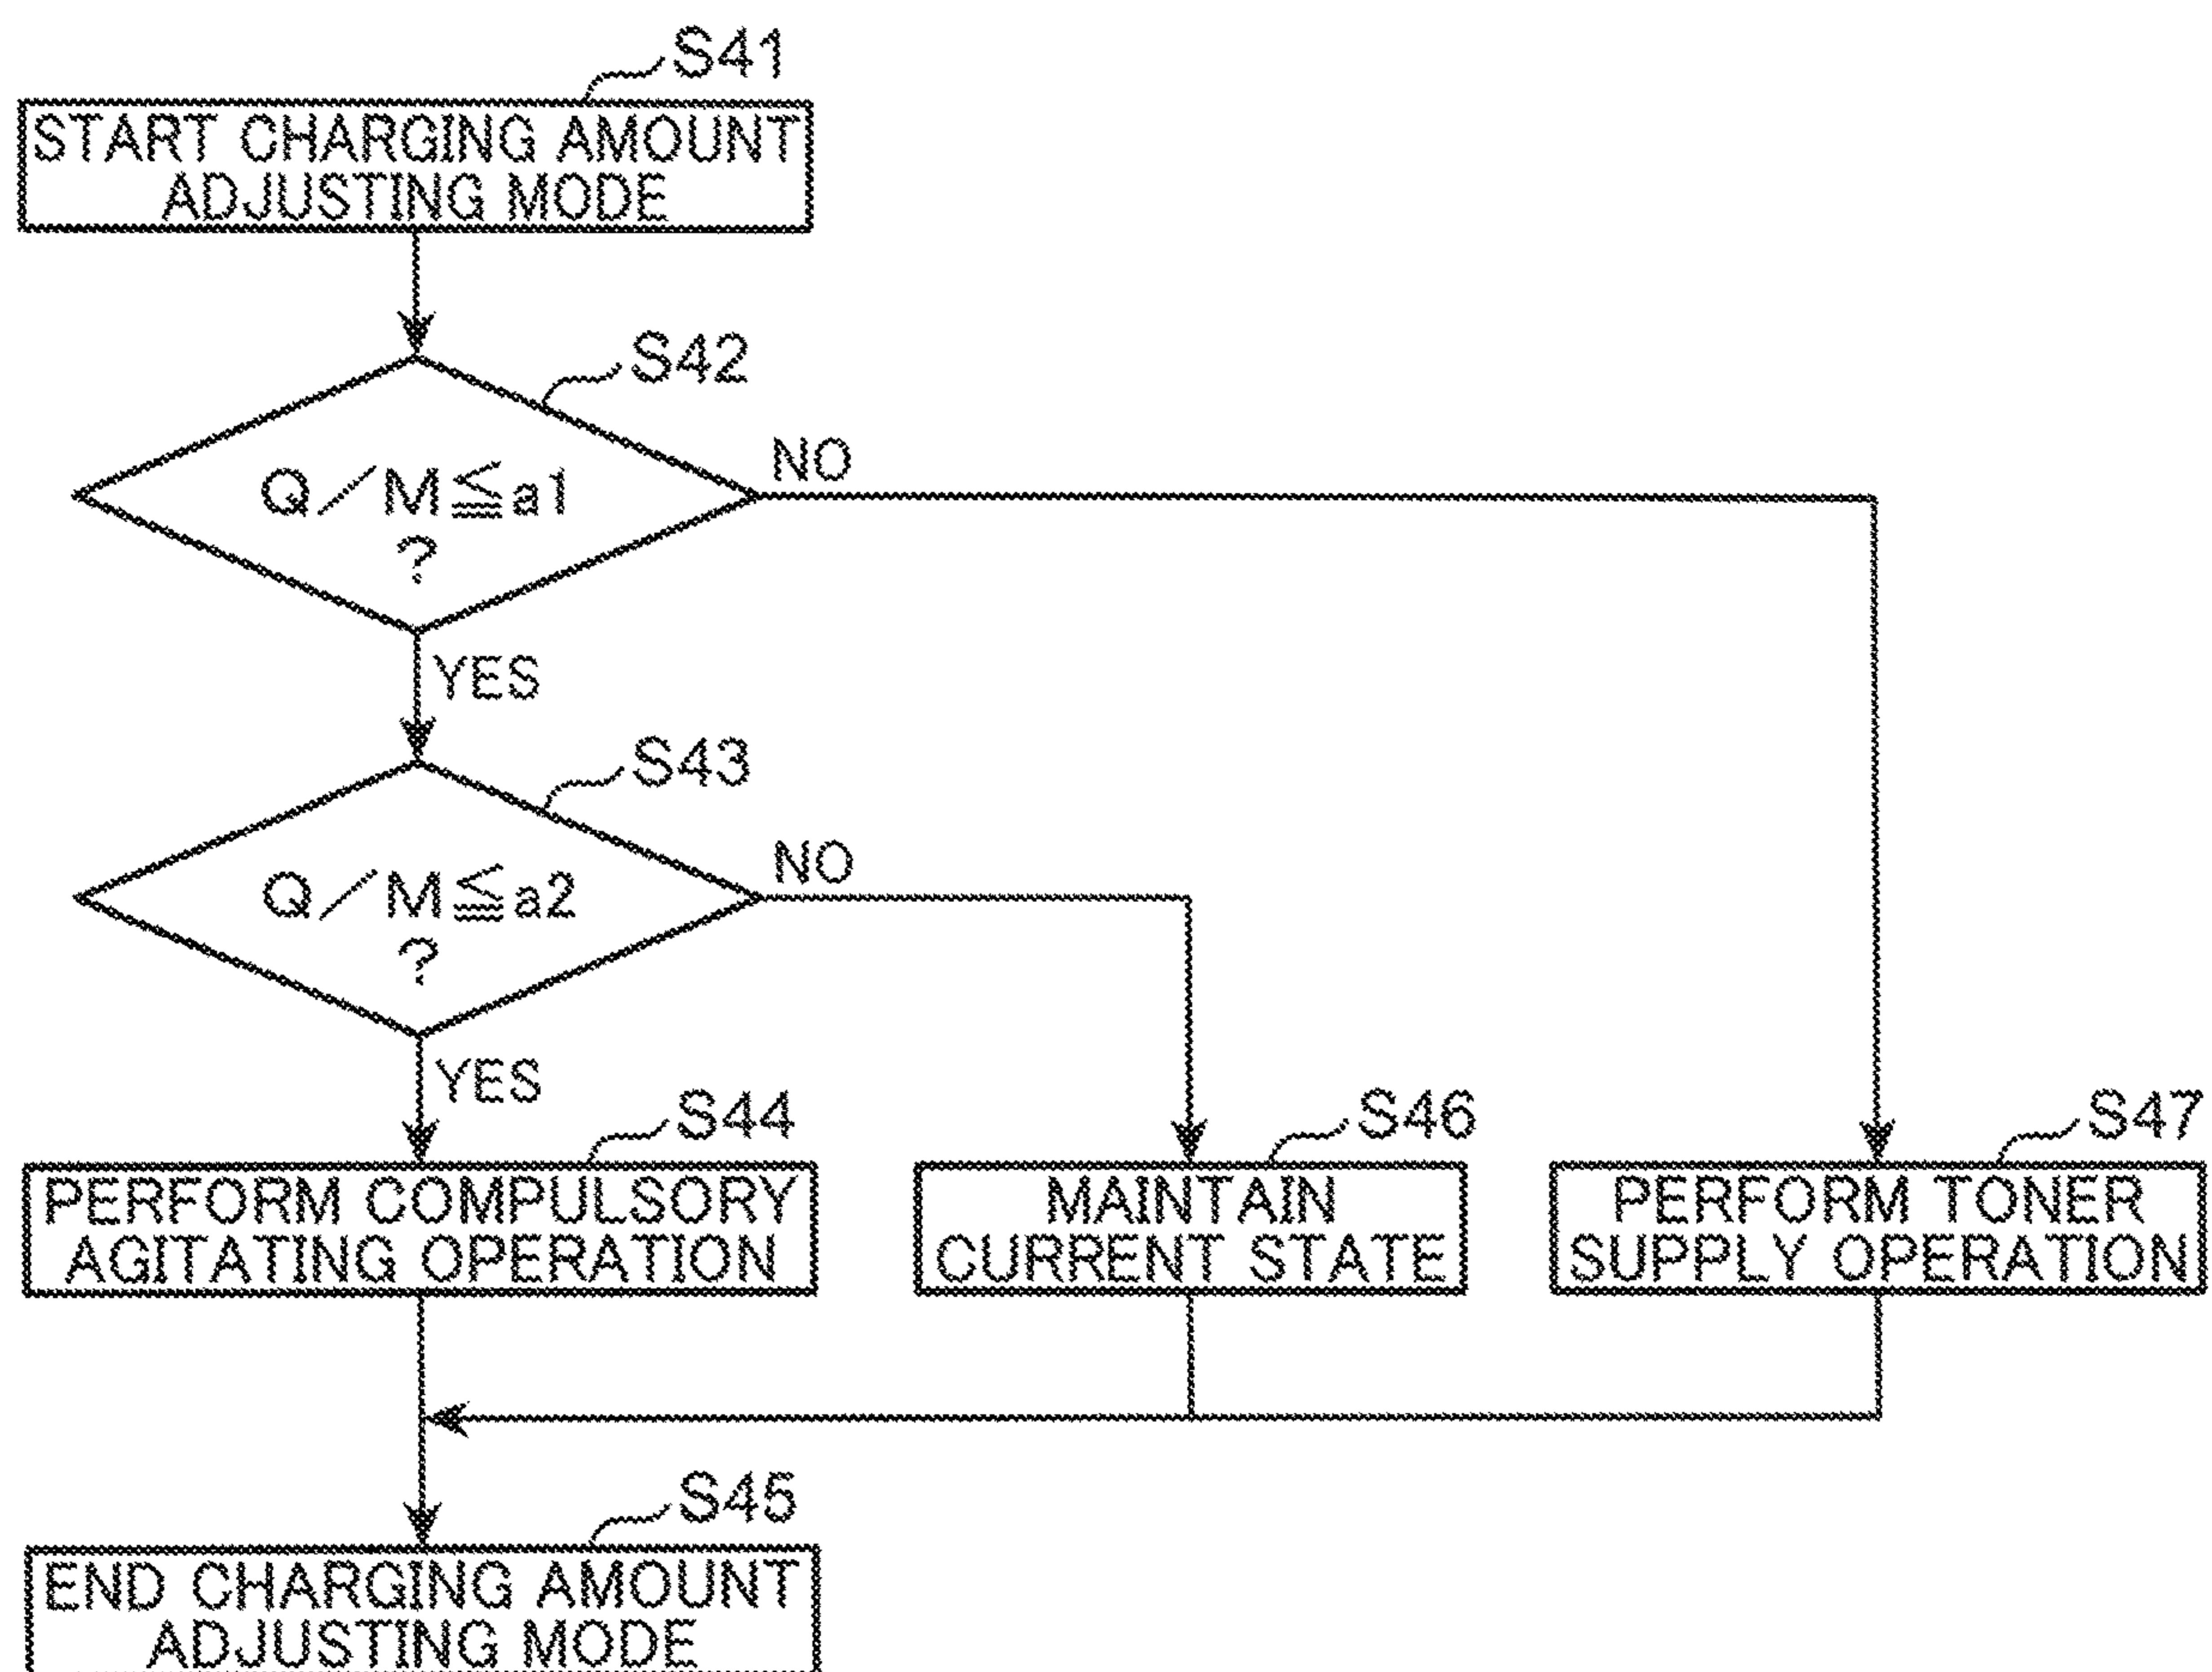 S41
START CHARGING AMOUNT
ADJUSTING MODE
S42
Q/M≦a1
?
NO
YES
S43
Q/M≦a2
?
NO
YES
S44
PERFORM COMPULSORY
AGITATING OPERATION
S46
MAINTAIN
CURRENT STATE
S47
PERFORM TONER
SUPPLY OPERATION
S45
END CHARGING AMOUNT
ADJUSTING MODE